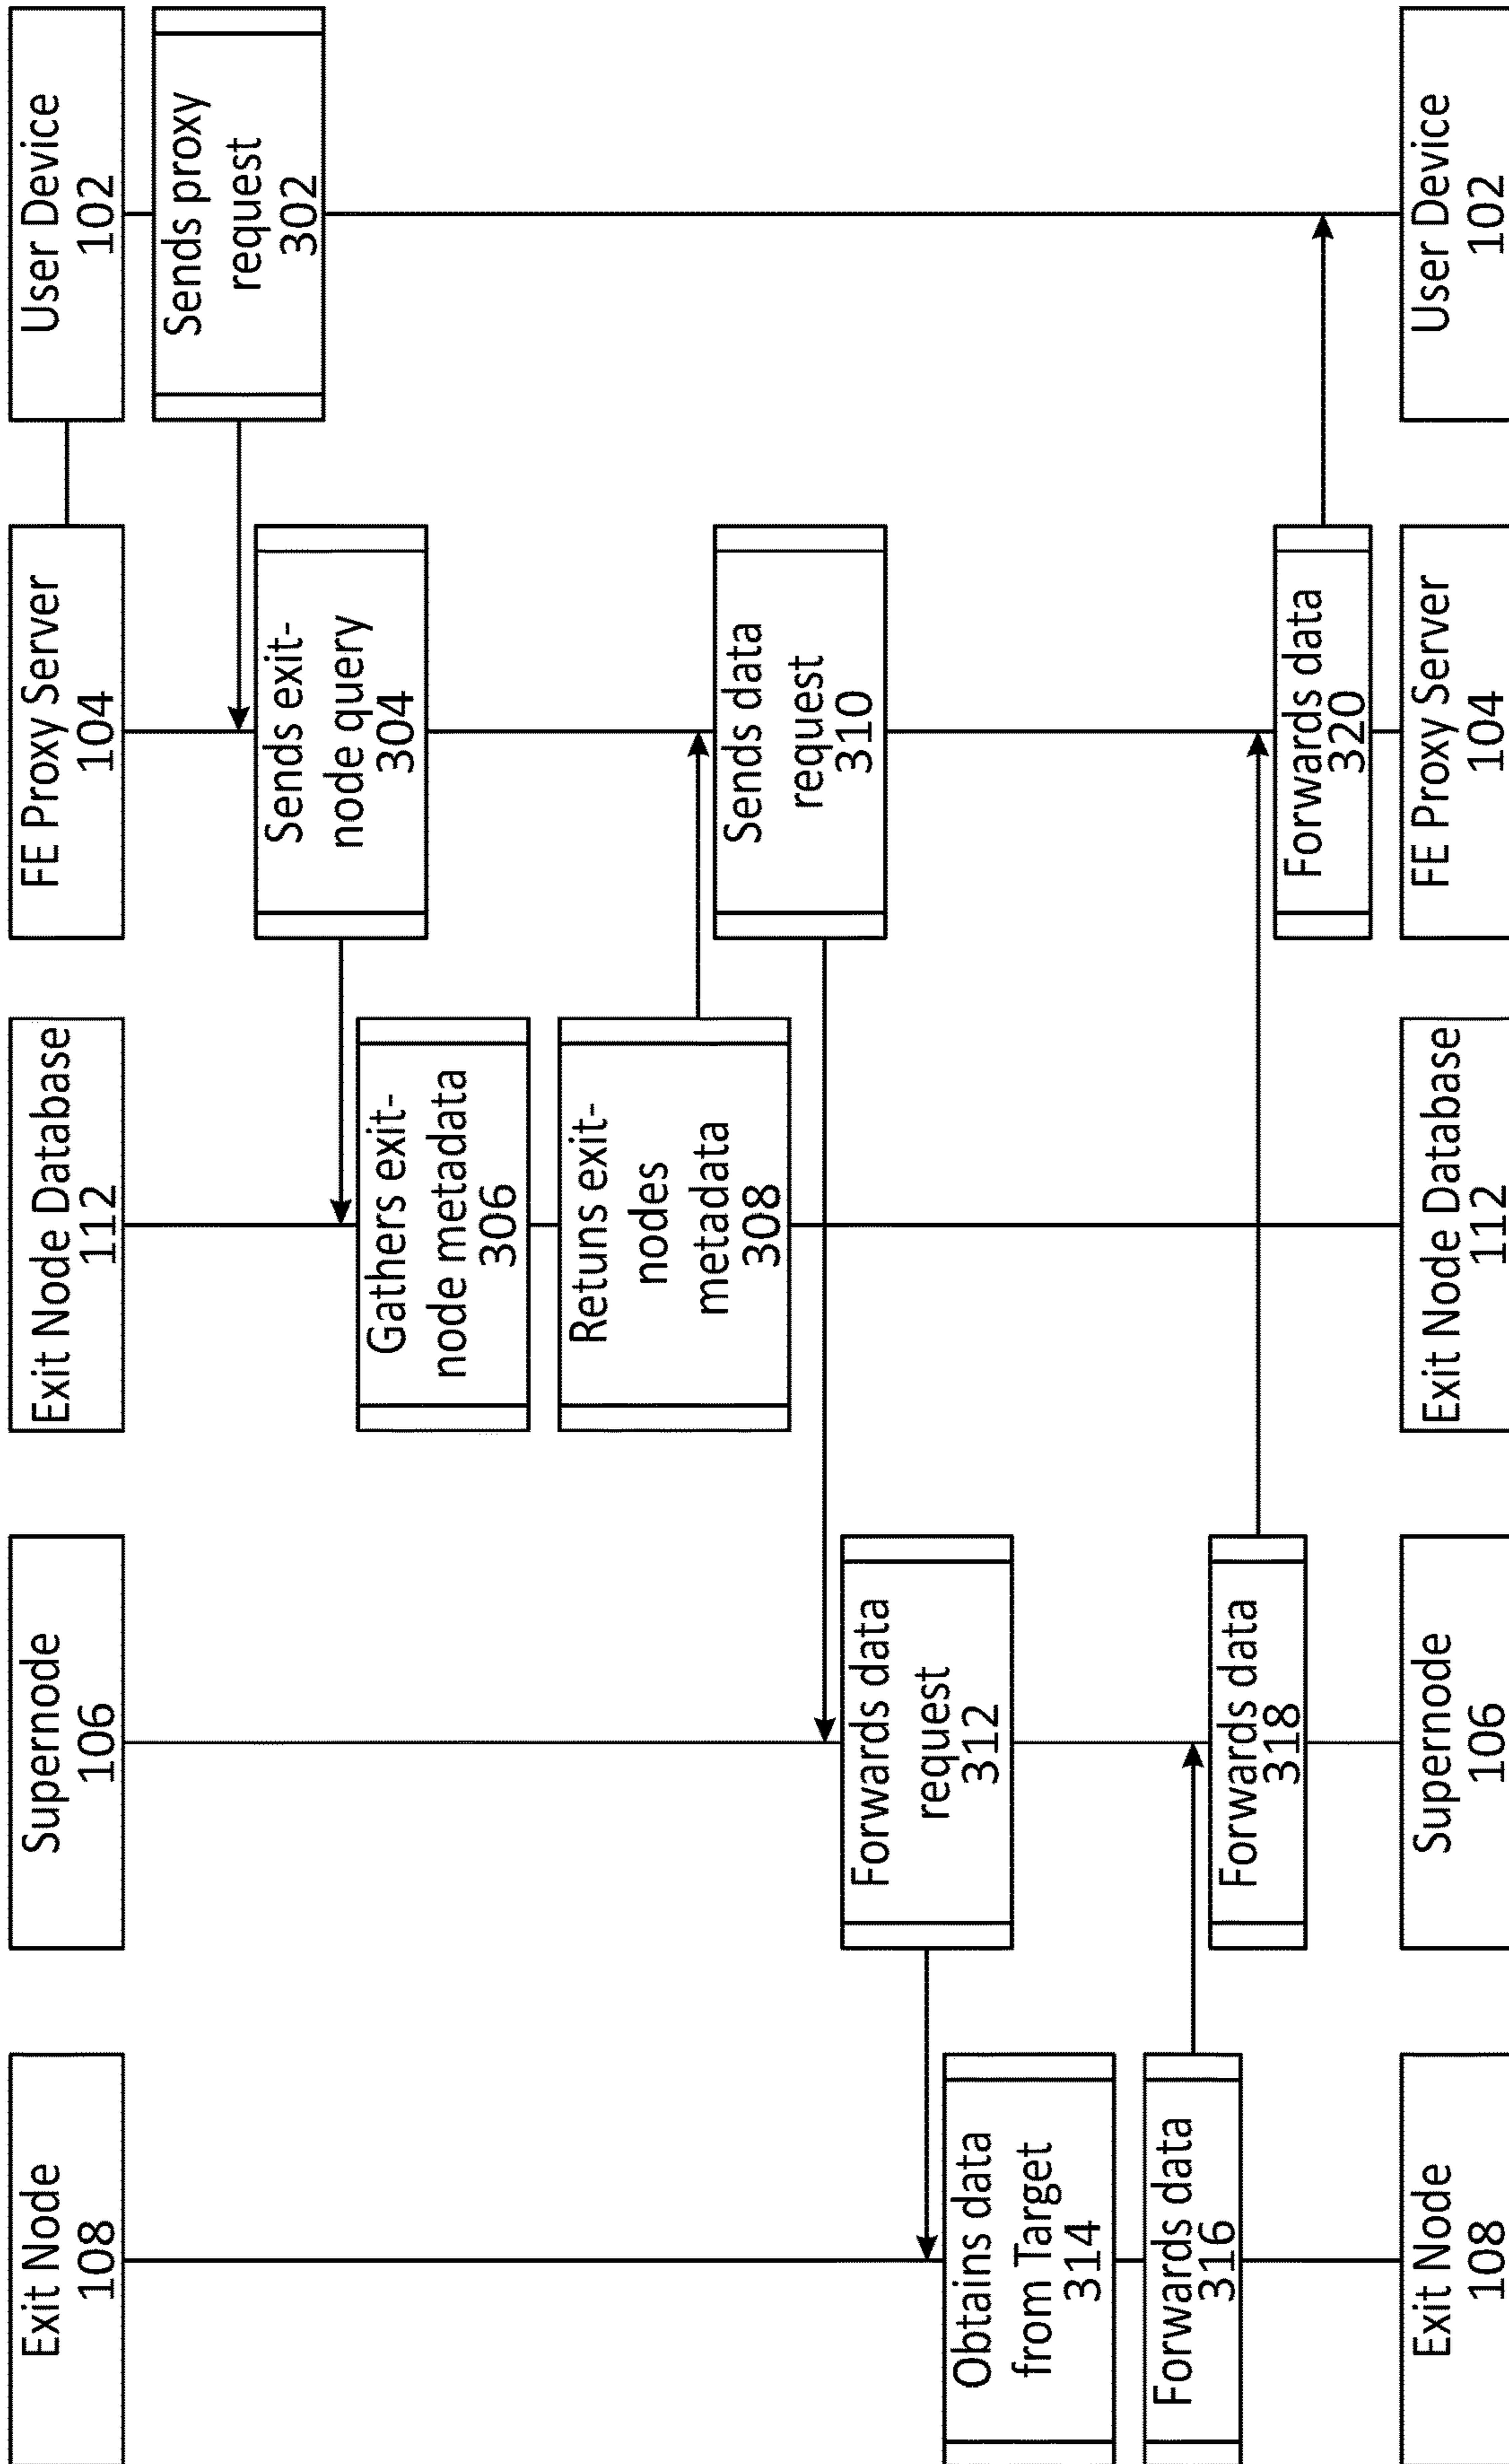 Exit Node
108
Supernode
106
Exit Node Database
112
FE Proxy Server
104
User Device
102
Sends proxy
request
302
Sends exit-
node query
304
Gathers exit-
node metadata
306
Retuns exit-
nodes
metadata
308
Sends data
request
310
Forwards data
request
312
Obtains data
from Target
314
Forwards data
316
Forwards data
318
Forwards data
320
Exit Node
108
Supernode
106
Exit Node Database
112
FE Proxy Server
104
User Device
102